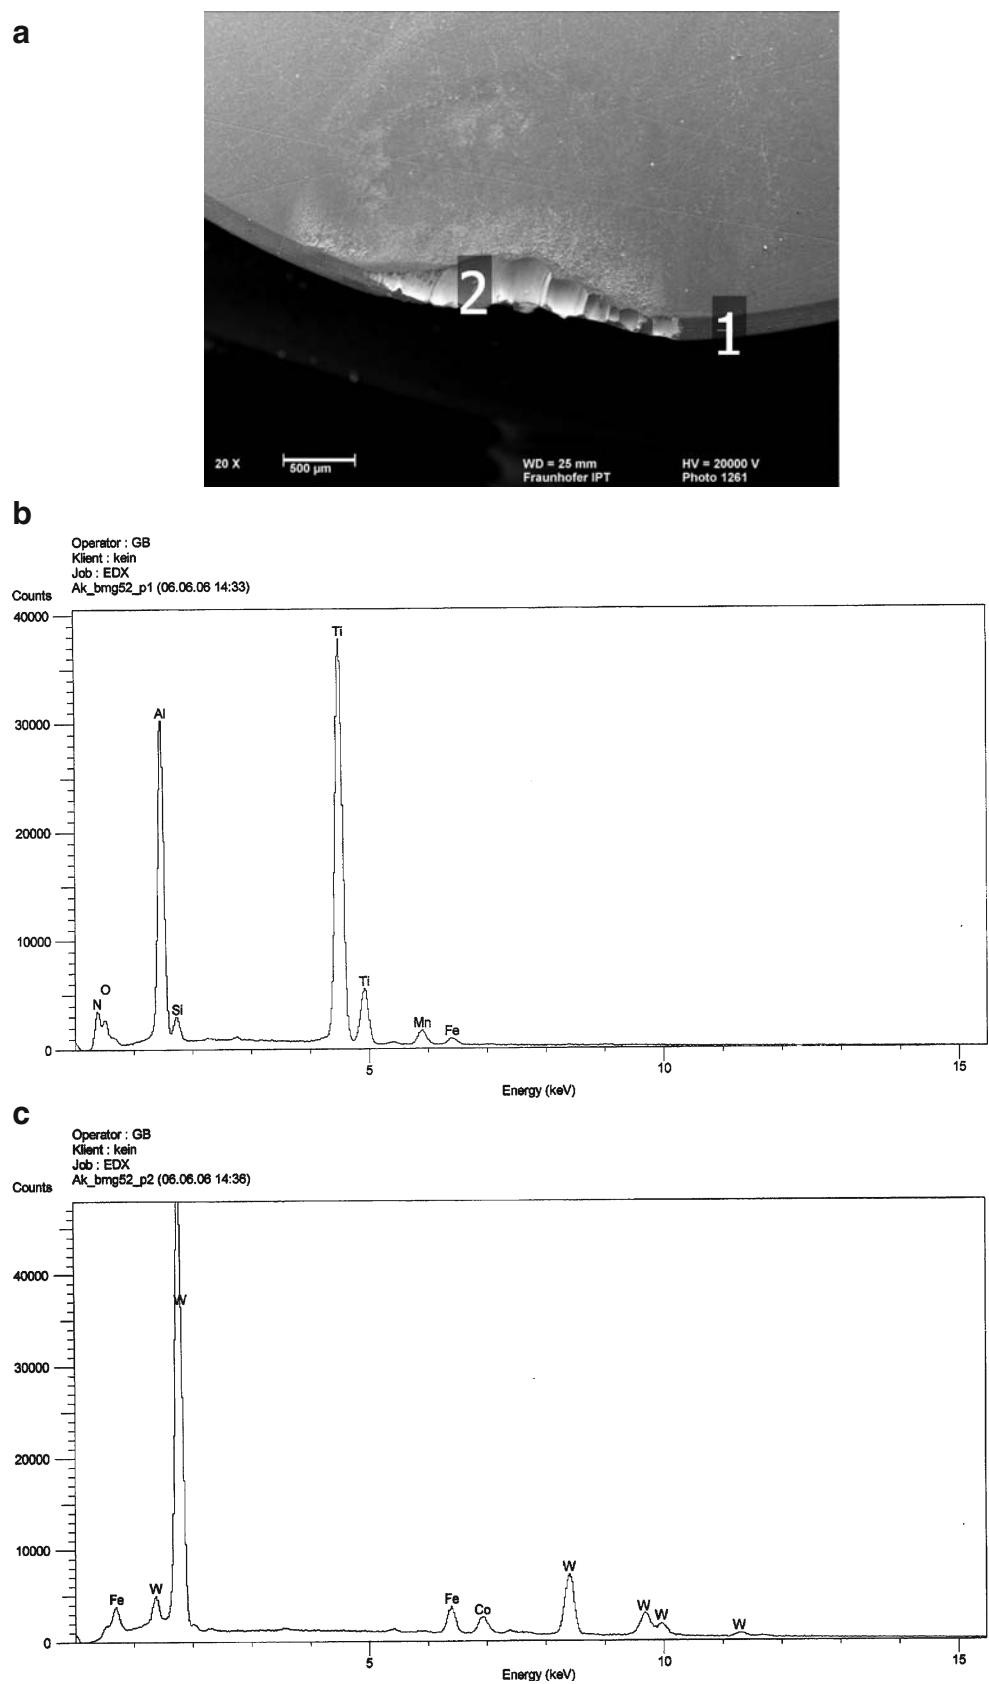 a
2
1
20 X
500 µm
WD = 25 mm
HV = 20000 V
Fraunhofer IPT
Photo 1261
b
Operator : GB
Klient : kein
Job : EDX
Ak_bmg52_p1 (06.06.06 14:33)
Counts
40000
Ti
Al
30000
20000
10000
Ti
O
N
Si
Mn
Fe
0
5
10
15
Energy (keV)
c
Operator : GB
Klient : kein
Job : EDX
Ak_bmg52_p2 (06.06.06 14:36)
Counts
40000
W
30000
20000
10000
W
Fe
W
Fe
Co
W
W
W
0
5
10
15
Energy (keV)